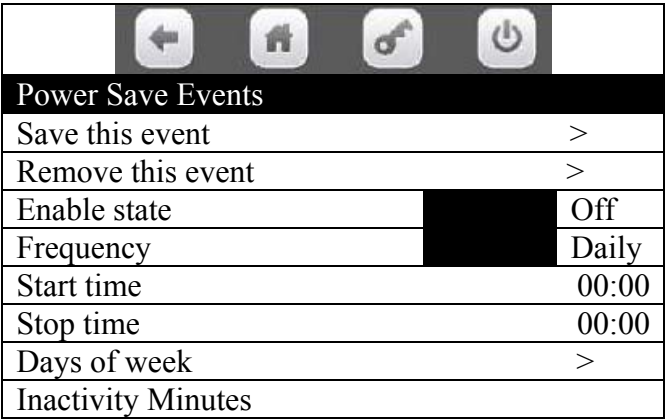 Power Save Events
Save this event >
Remove this event >
Enable state Off
Frequency Daily
Start time 00:00
Stop time 00:00
Days of week >
Inactivity Minutes